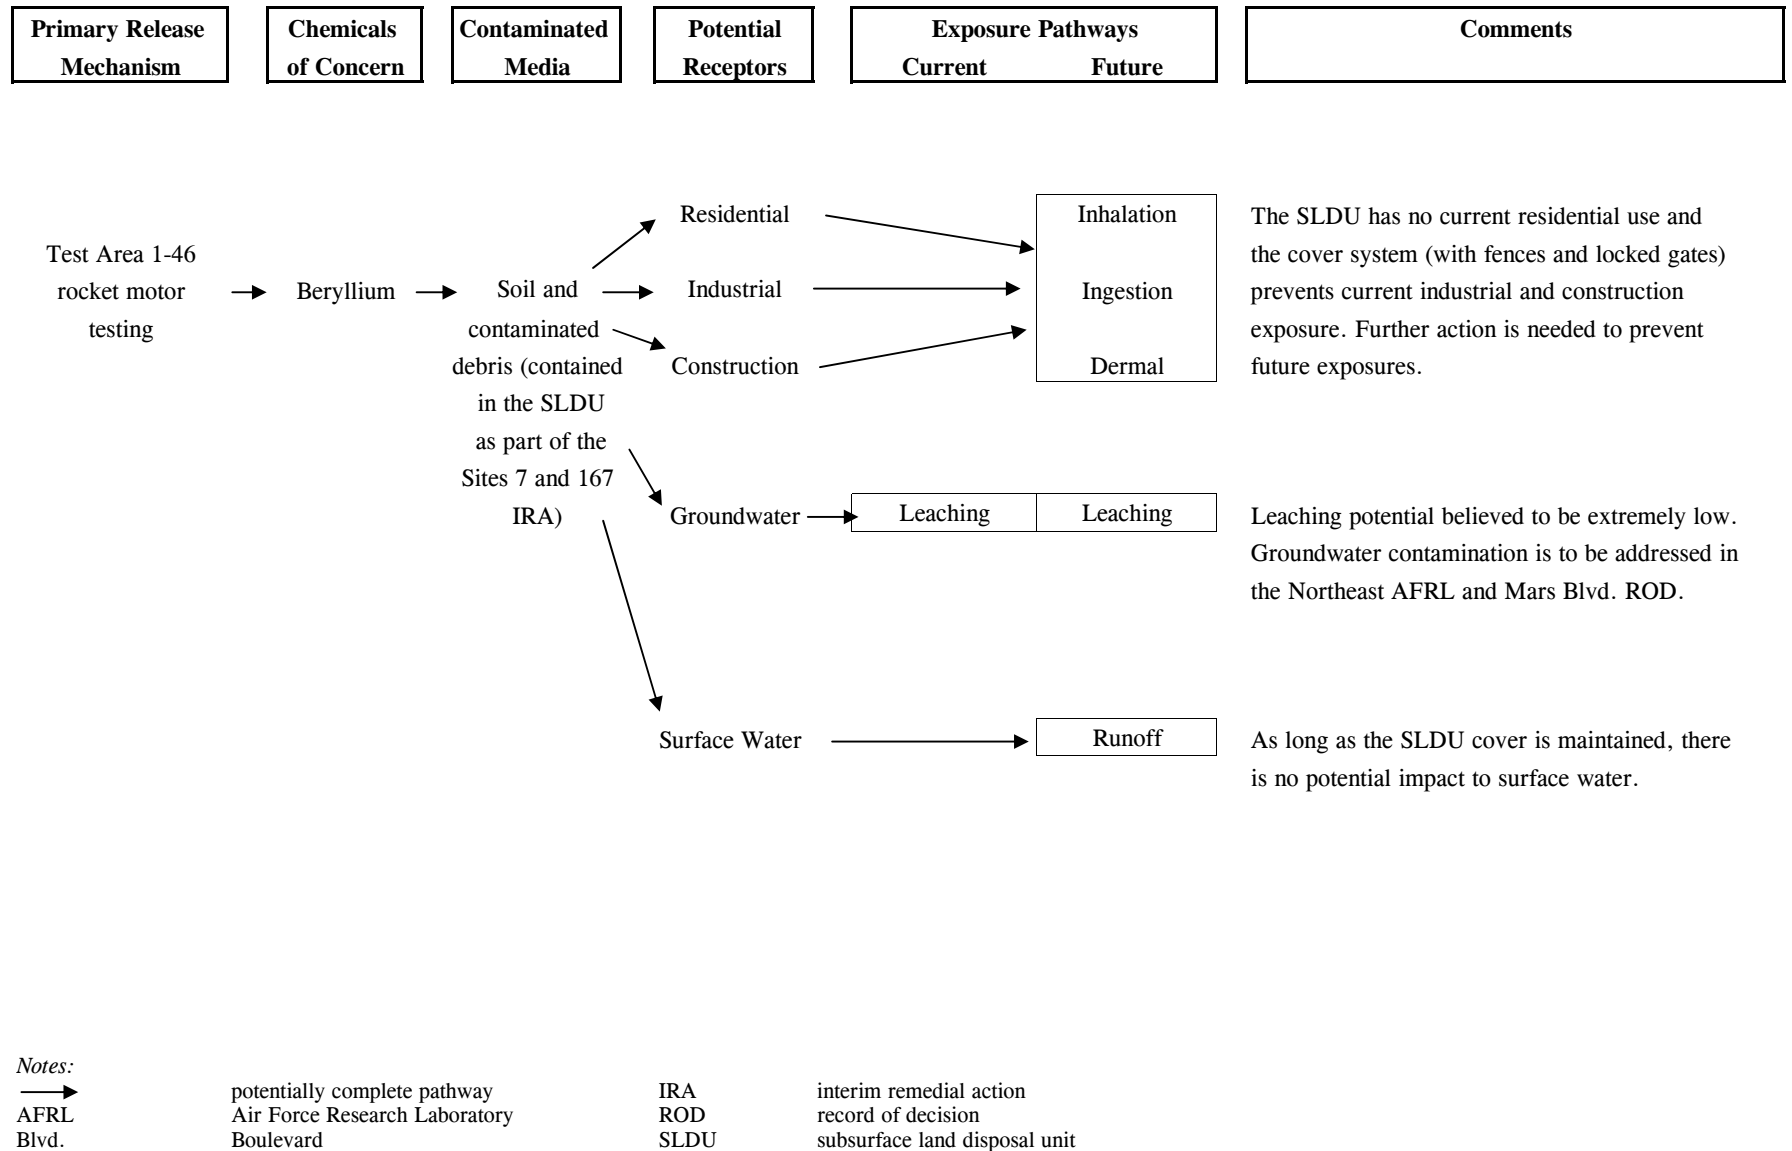 Primary Release
Mechanism
Chemicals
of Concern
Contaminated
Media
Potential
Receptors
Exposure Pathways
Current Future
Comments
Test Area 1-46
rocket motor
testing
Beryllium
Soil and
contaminated
debris (contained
in the SLDU
as part of the
Sites 7 and 167
IRA)
Residential
Industrial
Construction
Inhalation
Ingestion
Dermal
The SLDU has no current residential use and
the cover system (with fences and locked gates)
prevents current industrial and construction
exposure. Further action is needed to prevent
future exposures.
Groundwater
Leaching
Leaching
Leaching potential believed to be extremely low.
Groundwater contamination is to be addressed in
the Northeast AFRL and Mars Blvd. ROD.
Surface Water
Runoff
As long as the SLDU cover is maintained, there
is no potential impact to surface water.
Notes:
potentially complete pathway
AFRL Air Force Research Laboratory
Blvd. Boulevard
IRA interim remedial action
ROD record of decision
SLDU subsurface land disposal unit